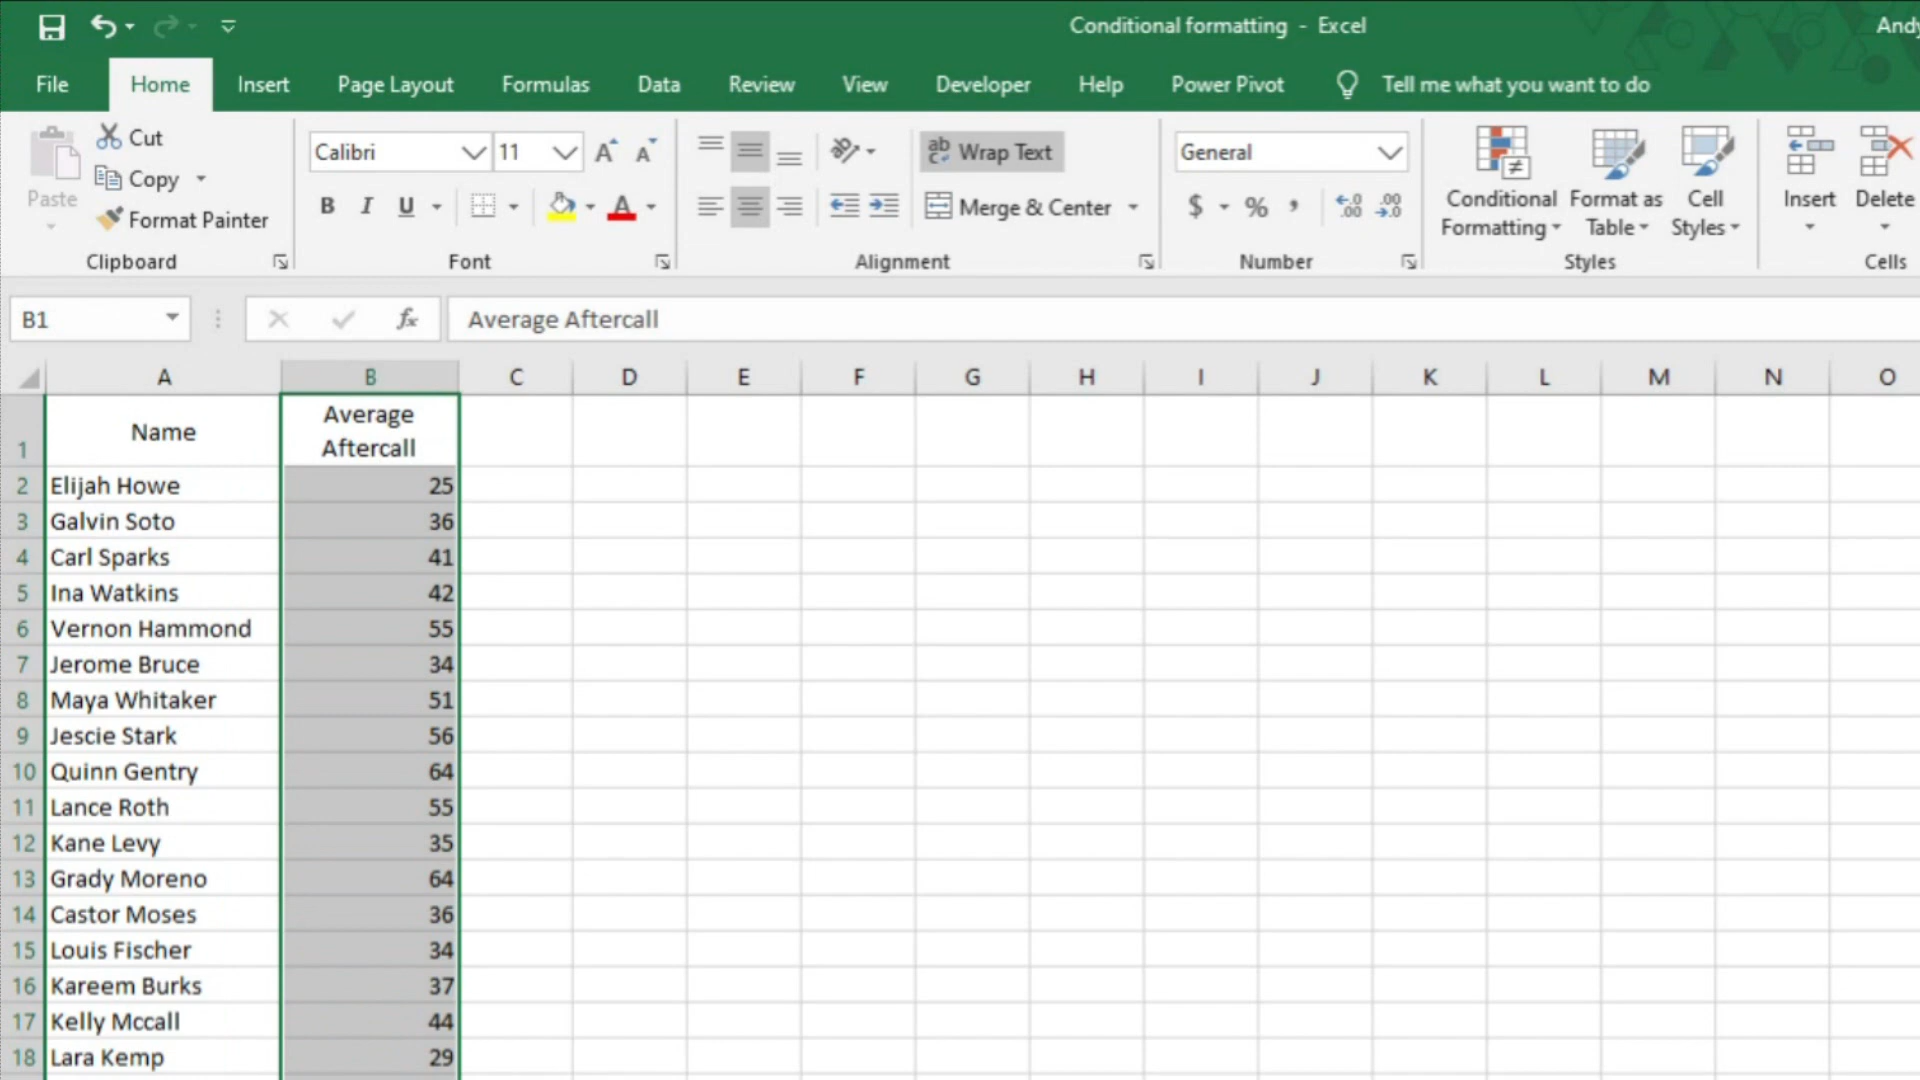 Conditional formatting - Excel
File Home Insert Page Layout Formulas Data Review View Developer Help Power Pivot Tell me what you want to do
Cut
Copy
Paste
Format Painter
Clipboard
Calibri 11 A A
B I U A
Font
ab Wrap Text
Merge & Center
Alignment
General
$ % , .00 .00
Number
Conditional Formatting
Format as Table
Cell Styles
Styles
Insert Delete
Cells
B1 fx Average Aftercall
A B C D E F G H I J K L M N O
1 Name Average Aftercall
2 Elijah Howe 25
3 Galvin Soto 36
4 Carl Sparks 41
5 Ina Watkins 42
6 Vernon Hammond 55
7 Jerome Bruce 34
8 Maya Whitaker 51
9 Jescie Stark 56
10 Quinn Gentry 64
11 Lance Roth 55
12 Kane Levy 35
13 Grady Moreno 64
14 Castor Moses 36
15 Louis Fischer 34
16 Kareem Burks 37
17 Kelly Mccall 44
18 Lara Kemp 29